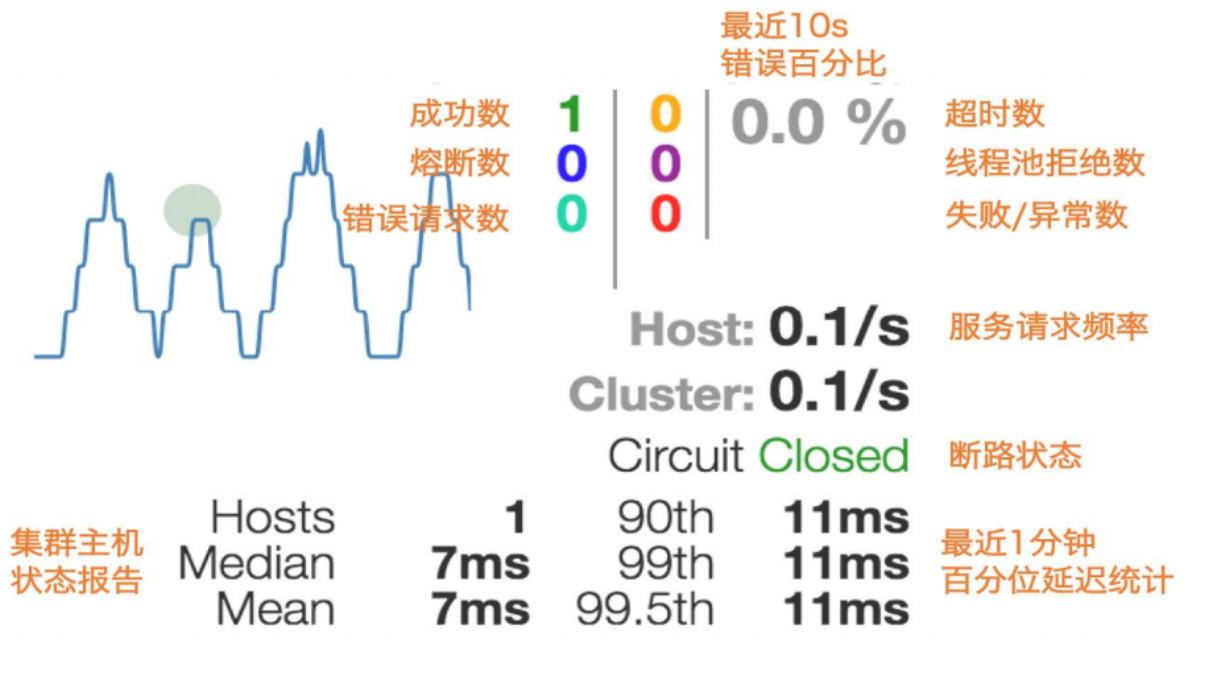 最近10s
错误百分比
成功数 1 0 0.0 % 超时数
熔断数 0 0 线程池拒绝数
错误请求数 0 0 失败/异常数
Host: 0.1/s 服务请求频率
Cluster: 0.1/s
Circuit Closed 断路状态
集群主机
状态报告
Hosts 1 90th 11ms
Median 7ms 99th 11ms
Mean 7ms 99.5th 11ms
最近1分钟
百分位延迟统计